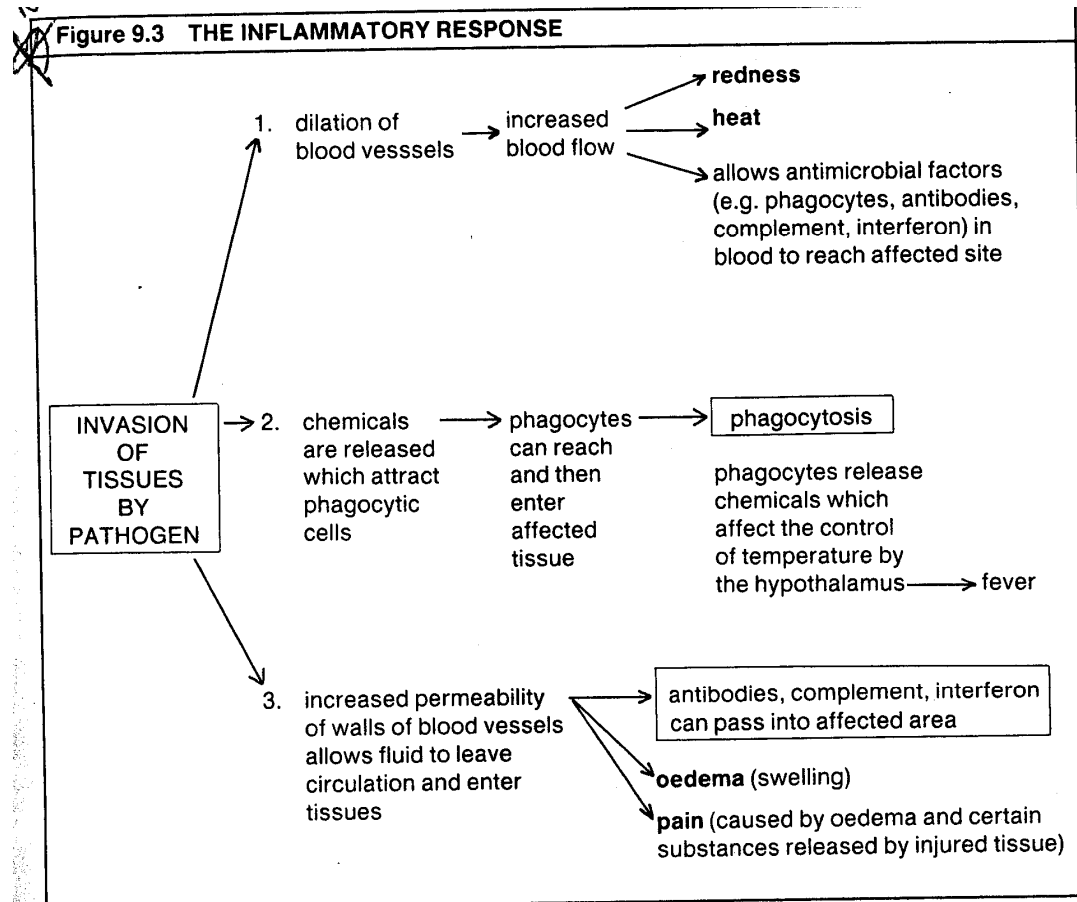 Figure 9.3 THE INFLAMMATORY RESPONSE
1. dilation of
blood vesssels
increased
blood flow
redness
heat
allows antimicrobial factors
(e.g. phagocytes, antibodies,
complement, interferon) in
blood to reach affected site
INVASION
OF
TISSUES
BY
PATHOGEN
2. chemicals
are released
which attract
phagocytic
cells
phagocytes
can reach
and then
enter
affected
tissue
phagocytosis
phagocytes release
chemicals which
affect the control
of temperature by
the hypothalamus
fever
3. increased permeability
of walls of blood vessels
allows fluid to leave
circulation and enter
tissues
antibodies, complement, interferon
can pass into affected area
oedema (swelling)
pain (caused by oedema and certain
substances released by injured tissue)